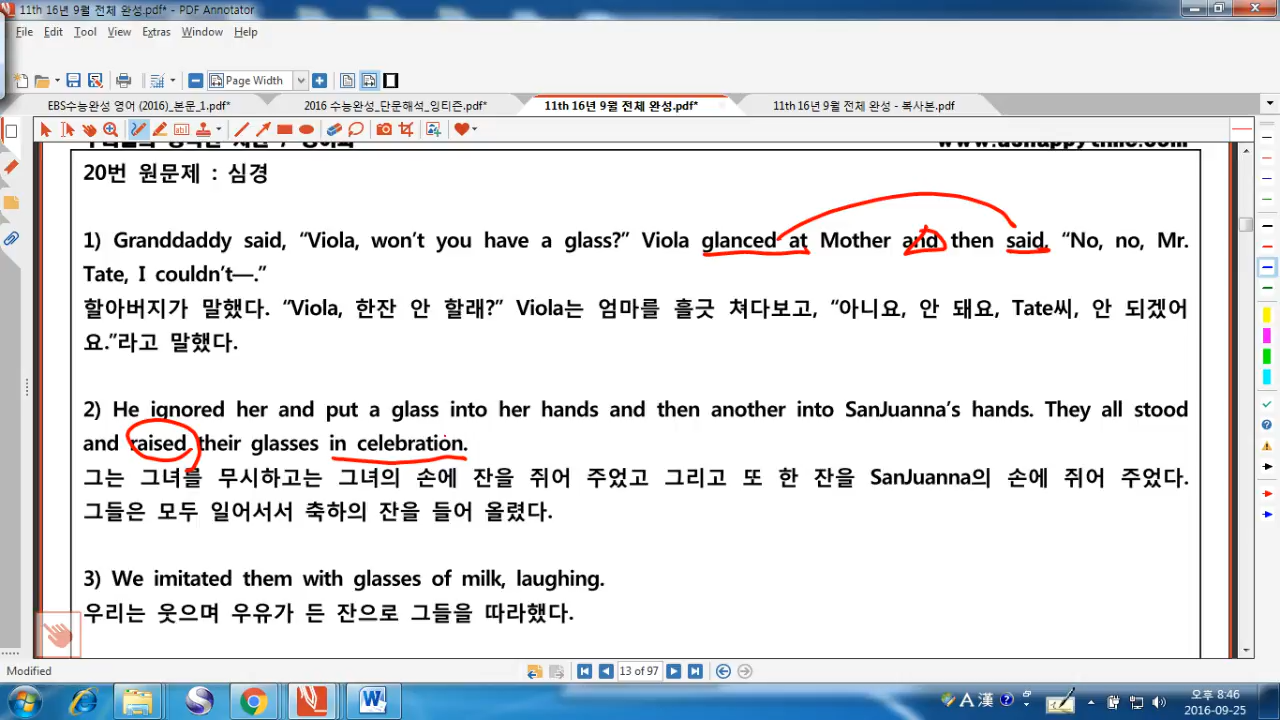 11th 16년 9월 전체 완성.pdf* - PDF Annotator
File Edit Tool View Extras Window Help
Page Width
EBS수능완성 영어 (2016)_본문_1.pdf* 2016 수능완성_단문해석_잉티즌.pdf* 11th 16년 9월 전체 완성.pdf* 11th 16년 9월 전체 완성 - 복사본.pdf
20번 원문제 : 심경
1) Granddaddy said, “Viola, won’t you have a glass?” Viola glanced at Mother and then said, “No, no, Mr.
Tate, I couldn’t—.”
할아버지가 말했다. “Viola, 한잔 안 할래?” Viola는 엄마를 흘긋 쳐다보고, “아니요, 안 돼요, Tate씨, 안 되겠어
요.”라고 말했다.
2) He ignored her and put a glass into her hands and then another into SanJuanna’s hands. They all stood
and raised their glasses in celebration.
그는 그녀를 무시하고는 그녀의 손에 잔을 쥐어 주었고 그리고 또 한 잔을 SanJuanna의 손에 쥐어 주었다.
그들은 모두 일어서서 축하의 잔을 들어 올렸다.
3) We imitated them with glasses of milk, laughing.
우리는 웃으며 우유가 든 잔으로 그들을 따라했다.
Modified
13 of 97
A 漢
오후 8:46
2016-09-25